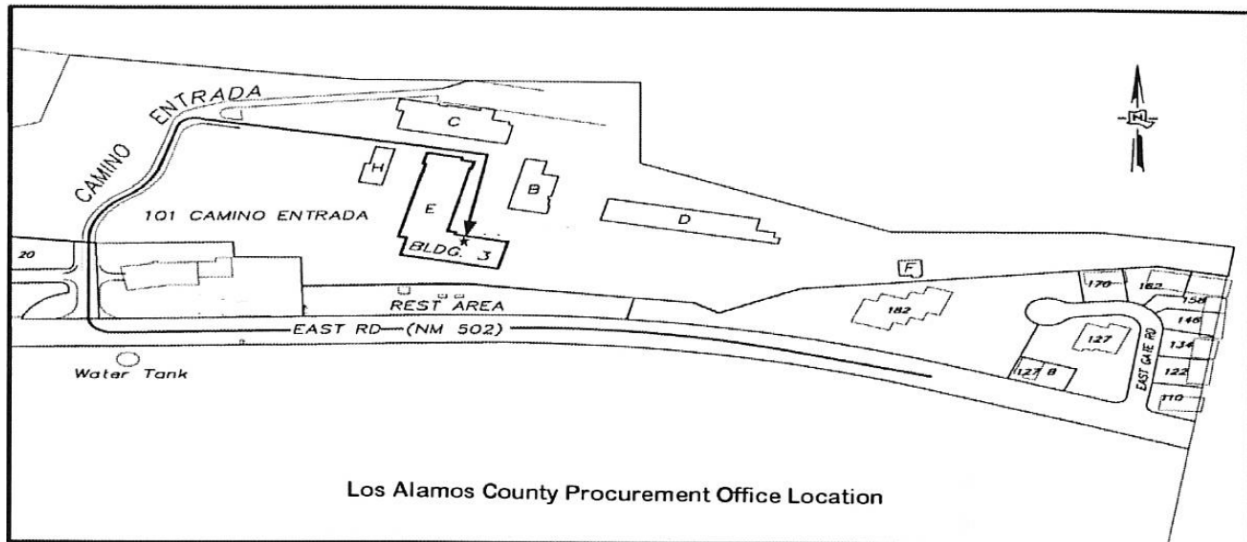 CAMINO ENTRADA
C
N
H
B
E
D
101 CAMINO ENTRADA
BLDG. 3
20
F
170
162
158
REST AREA
182
146
EAST RD (NM 502)
127
134
EAST GATE RD
Water Tank
127 B
122
110
Los Alamos County Procurement Office Location